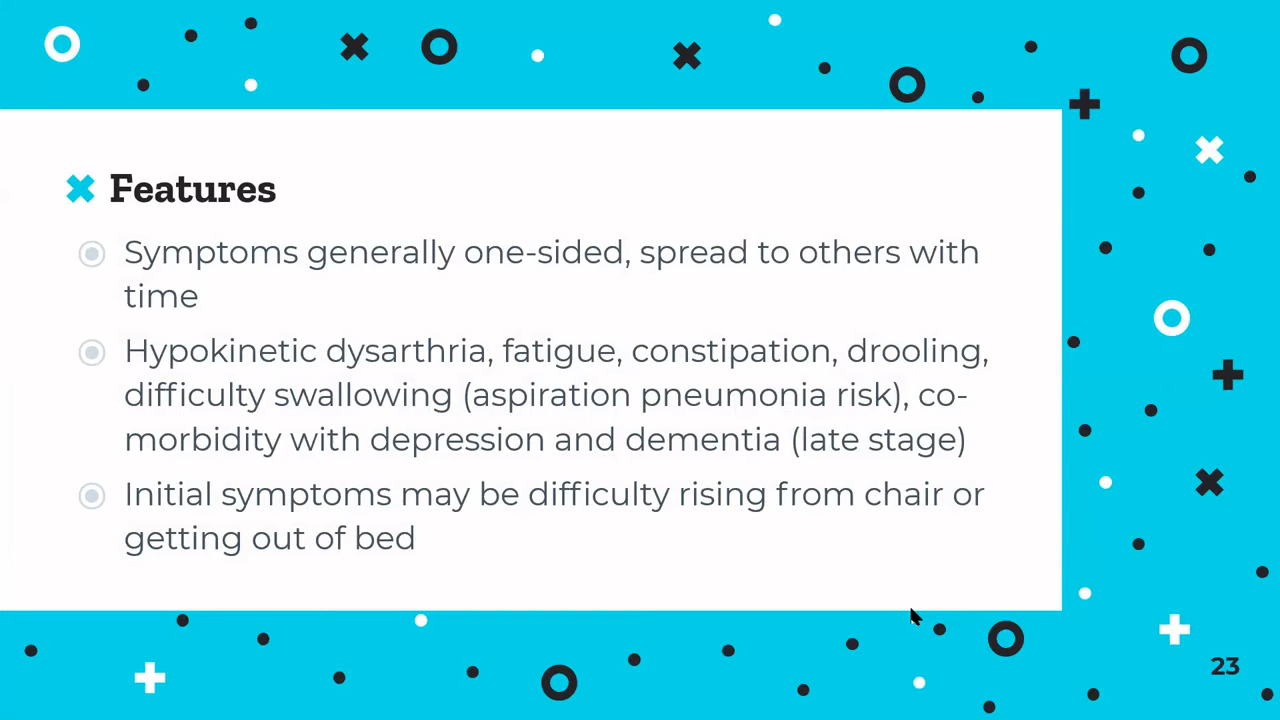 Features
Symptoms generally one-sided, spread to others with
time
Hypokinetic dysarthria, fatigue, constipation, drooling,
difficulty swallowing (aspiration pneumonia risk), co-
morbidity with depression and dementia (late stage)
Initial symptoms may be difficulty rising from chair or
getting out of bed
23